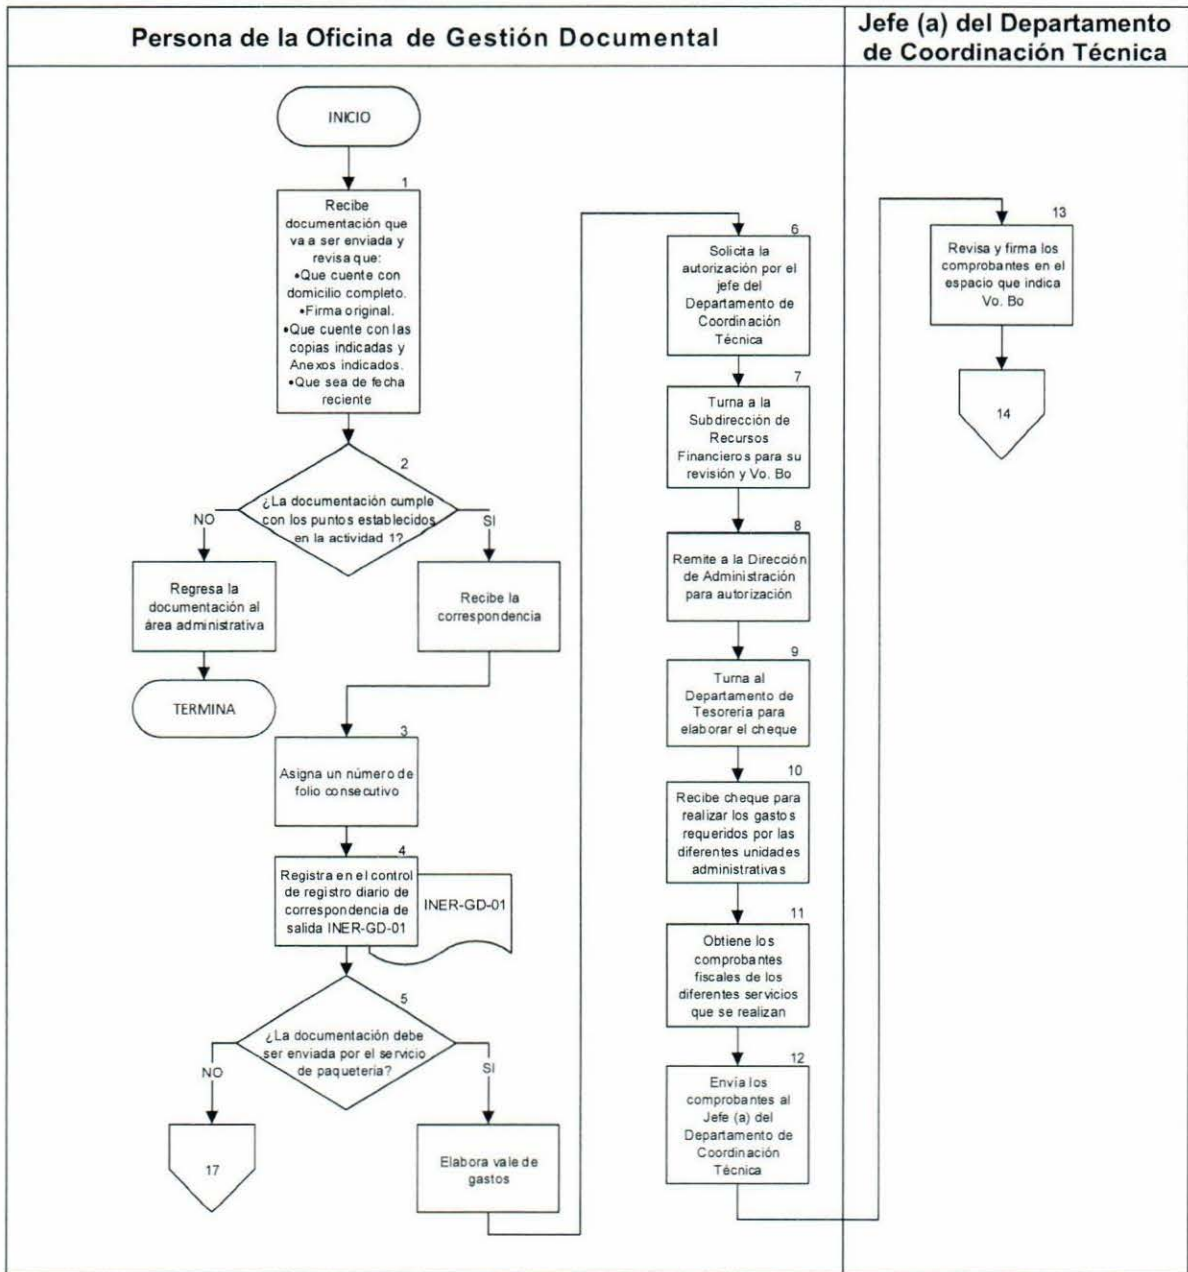 Persona de la Oficina de Gestión Documental
Jefe (a) del Departamento
de Coordinación Técnica
INICIO
1
Recibe
documentación que
va a ser enviada y
revisa que:
•Que cuente con
domicilio completo.
•Firma original.
•Que cuente con las
copias indicadas y
Anexos indicados.
•Que sea de fecha
reciente
2
¿La documentación cumple
con los puntos establecidos
en la actividad 1?
NO
SI
Regresa la
documentación al
área administrativa
Recibe la
correspondencia
TERMINA
3
Asigna un número de
folio consecutivo
4
Registra en el control
de registro diario de
correspondencia de
salida INER-GD-01
INER-GD-01
5
¿La documentación debe
ser enviada por el servicio
de paquetería?
NO
SI
17
Elabora vale de
gastos
6
Solicita la
autorización por el
jefe del
Departamento de
Coordinación
Técnica
7
Turna a la
Subdirección de
Recursos
Financieros para su
revisión y Vo. Bo
8
Remite a la Dirección
de Administración
para autorización
9
Turna al
Departamento de
Tesorería para
elaborar el cheque
10
Recibe cheque para
realizar los gastos
requeridos por las
diferentes unidades
administrativas
11
Obtiene los
comprobantes
fiscales de los
diferentes servicios
que se realizan
12
Envía los
comprobantes al
Jefe (a) del
Departamento de
Coordinación
Técnica
13
Revisa y firma los
comprobantes en el
espacio que indica
Vo. Bo
14